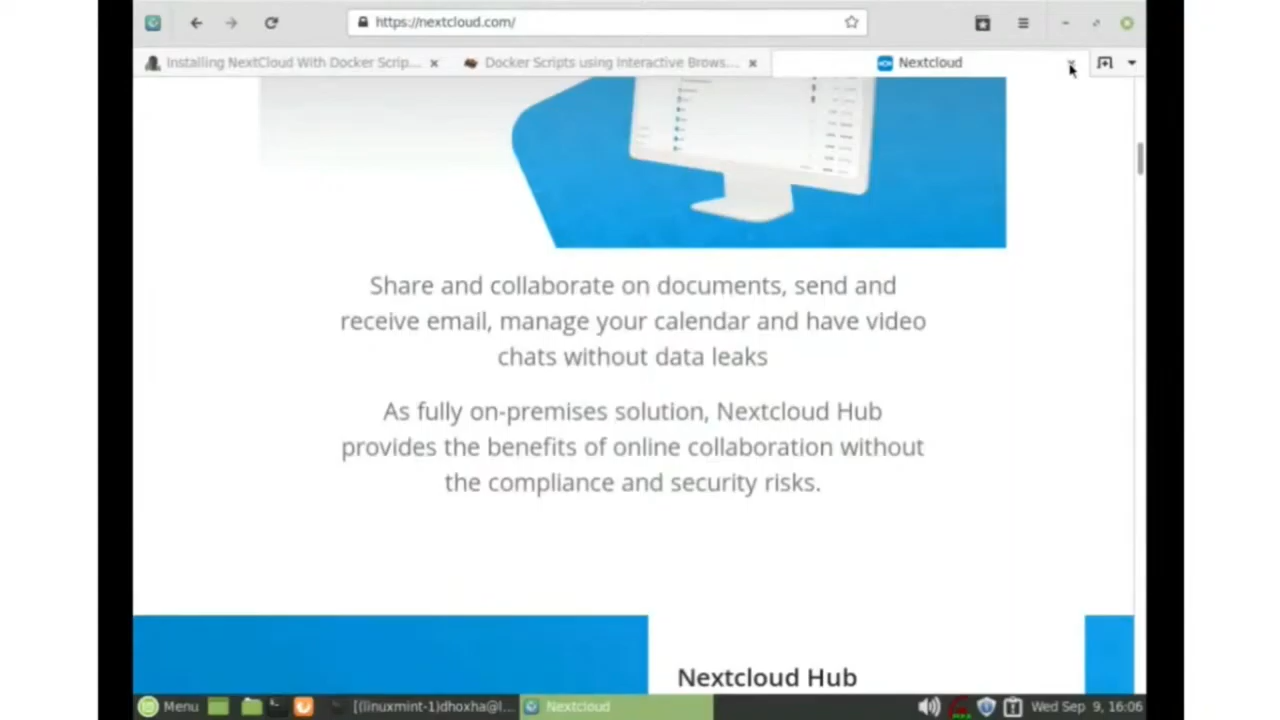 https://nextcloud.com/
Installing NextCloud With Docker Scrip...
Docker Scripts using Interactive Brows...
Nextcloud
Share and collaborate on documents, send and
receive email, manage your calendar and have video
chats without data leaks
As fully on-premises solution, Nextcloud Hub
provides the benefits of online collaboration without
the compliance and security risks.
Nextcloud Hub
Menu
[(linuxmint-1)dhoxha@l...
Nextcloud
Wed Sep 9, 16:06